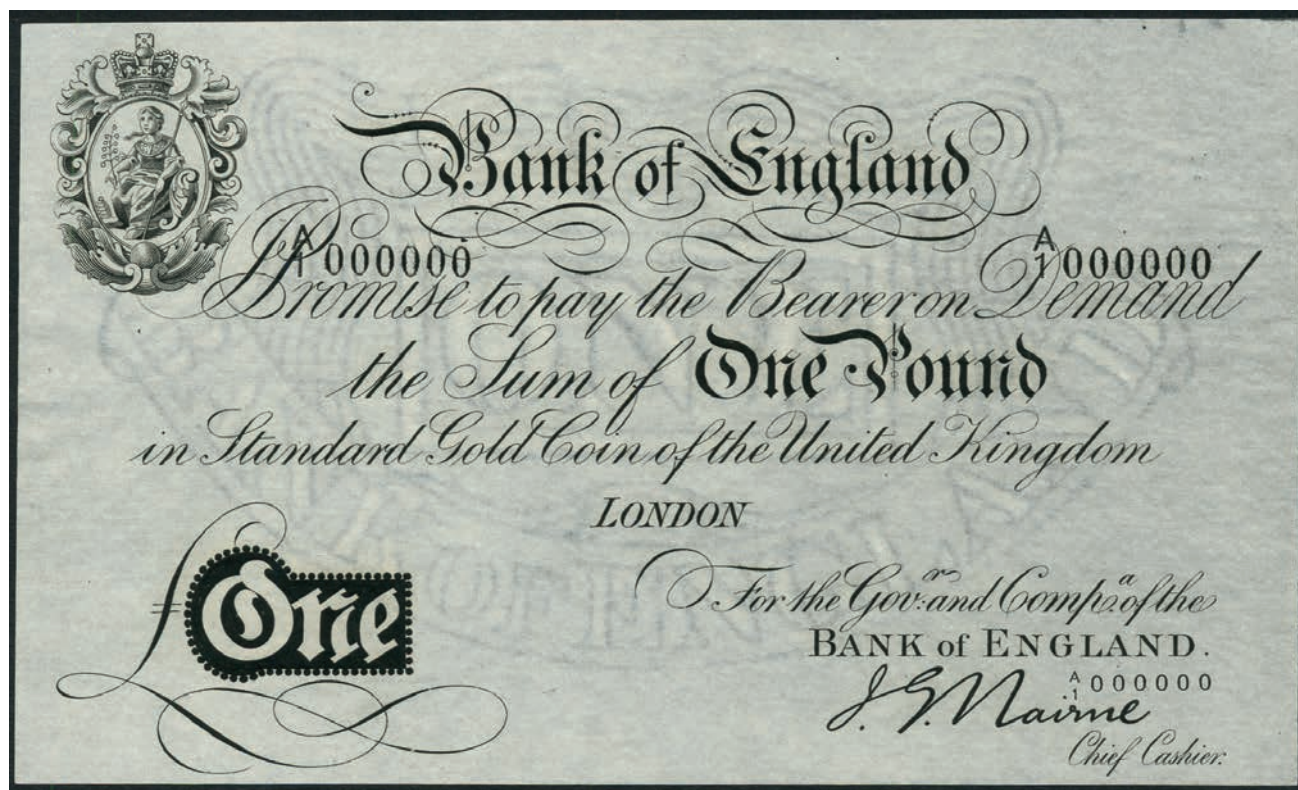 Bank of England
A/1 000000 A/1 000000
Promise to pay the Bearer on Demand
the Sum of One Pound
in Standard Gold Coin of the United Kingdom
LONDON
For the Gov:r and Comp:a of the
BANK of ENGLAND.
£One
A/1 000000
J. G. Nairne
Chief Cashier.